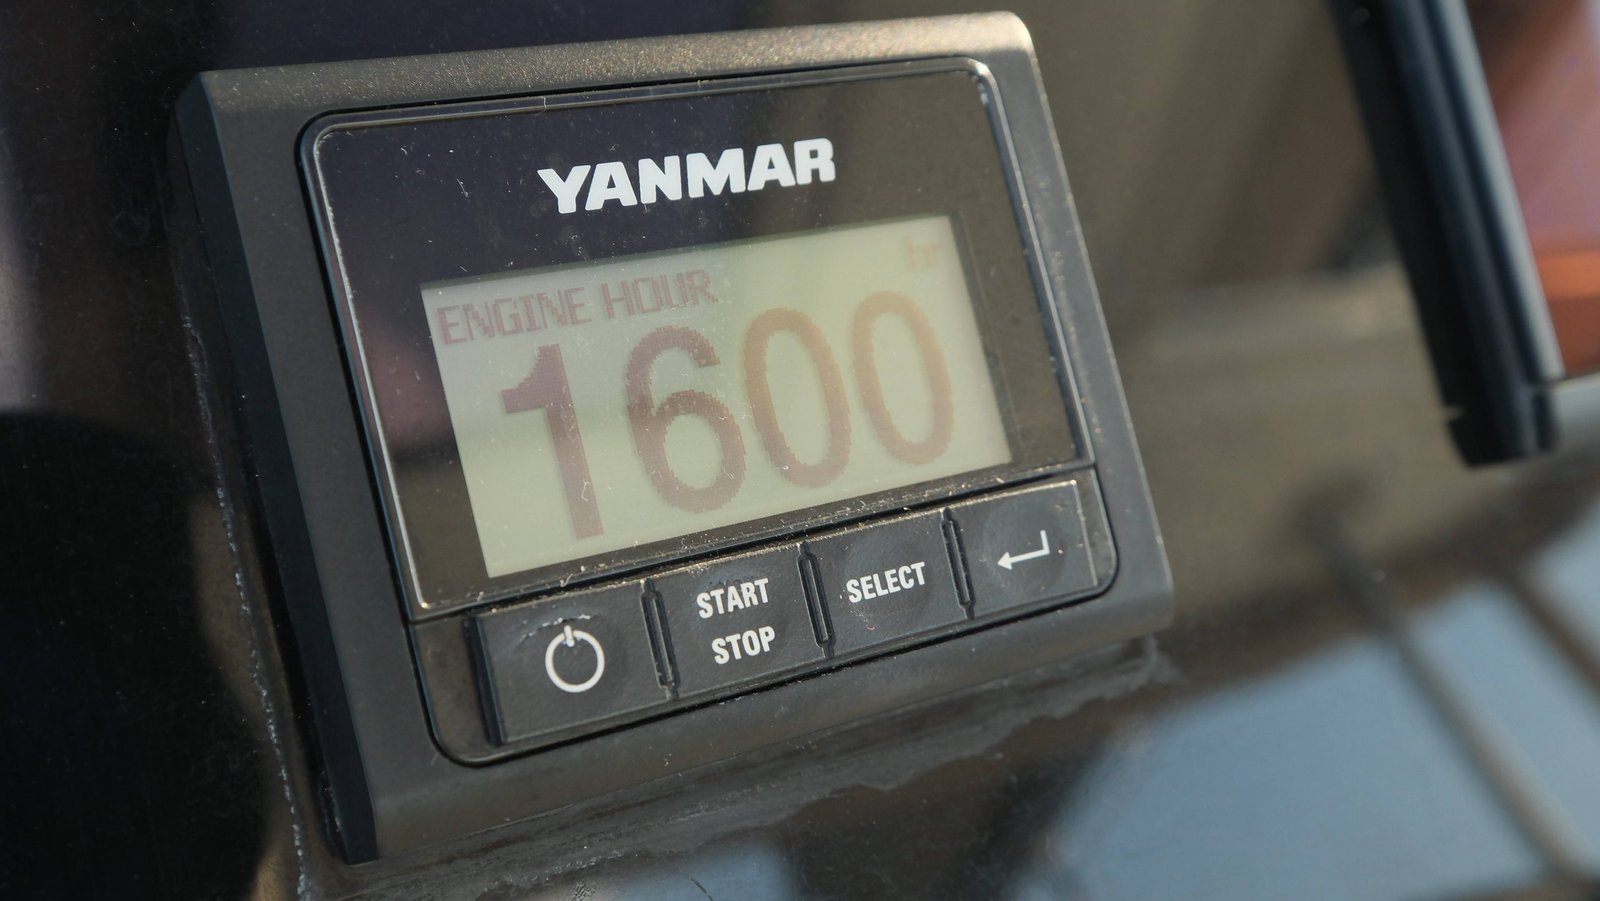 YANMAR
ENGINE HOUR hr
1600
START
STOP
SELECT